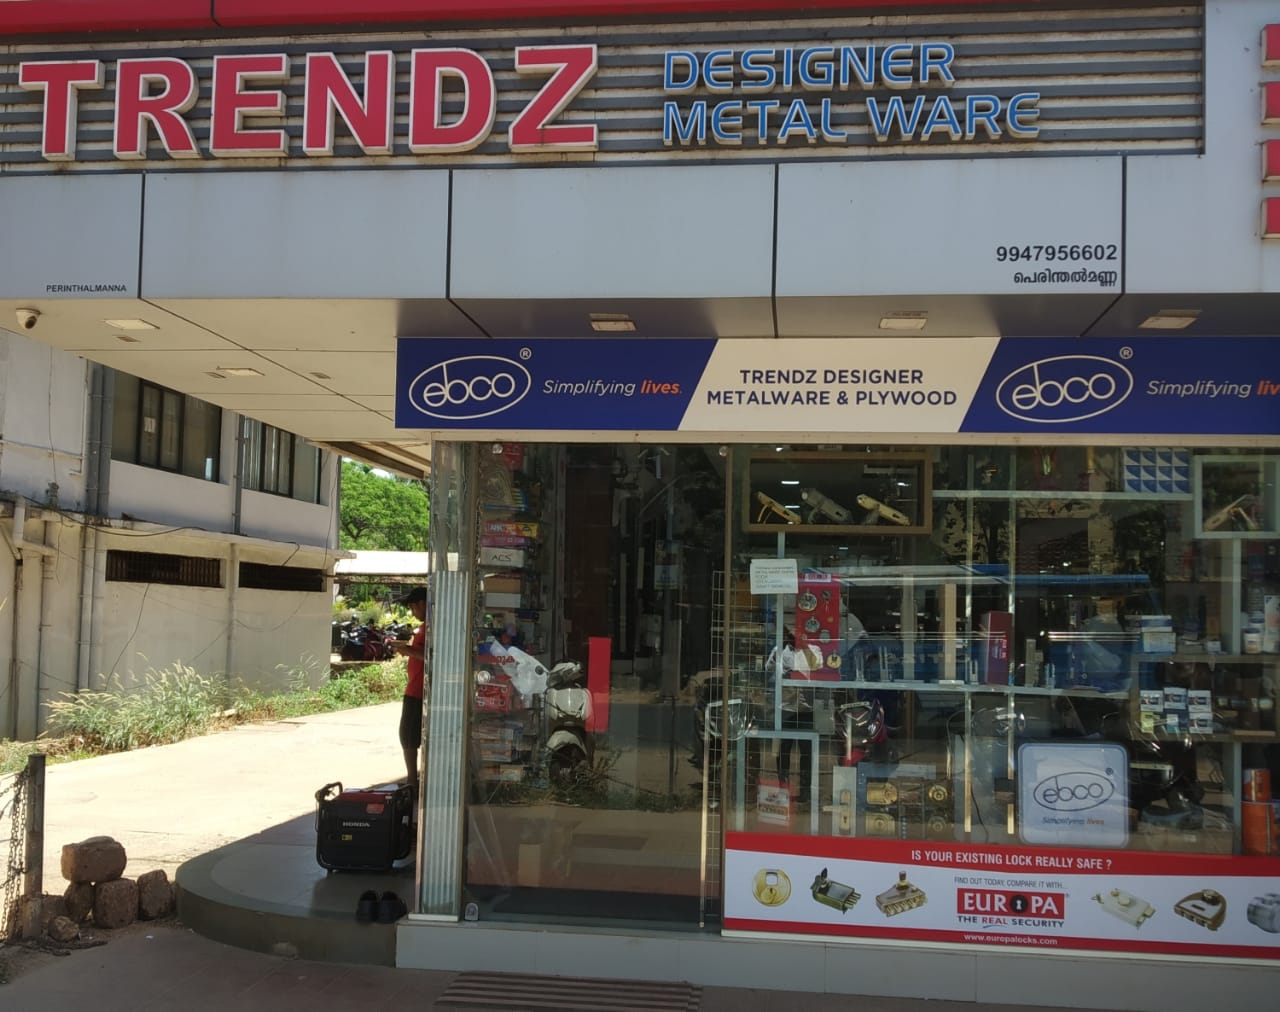 TRENDZ
DESIGNER
METAL WARE
9947956602
പെരിന്തൽമണ്ണ
PERINTHALMANNA
ebco®
Simplifying lives.
TRENDZ DESIGNER
METALWARE & PLYWOOD
ebco®
Simplifying
ACS
HONDA
ebco®
Simplifying lives
IS YOUR EXISTING LOCK REALLY SAFE ?
FIND OUT TODAY, COMPARE IT WITH...
EUROPA
THE REAL SECURITY
www.europalocks.com